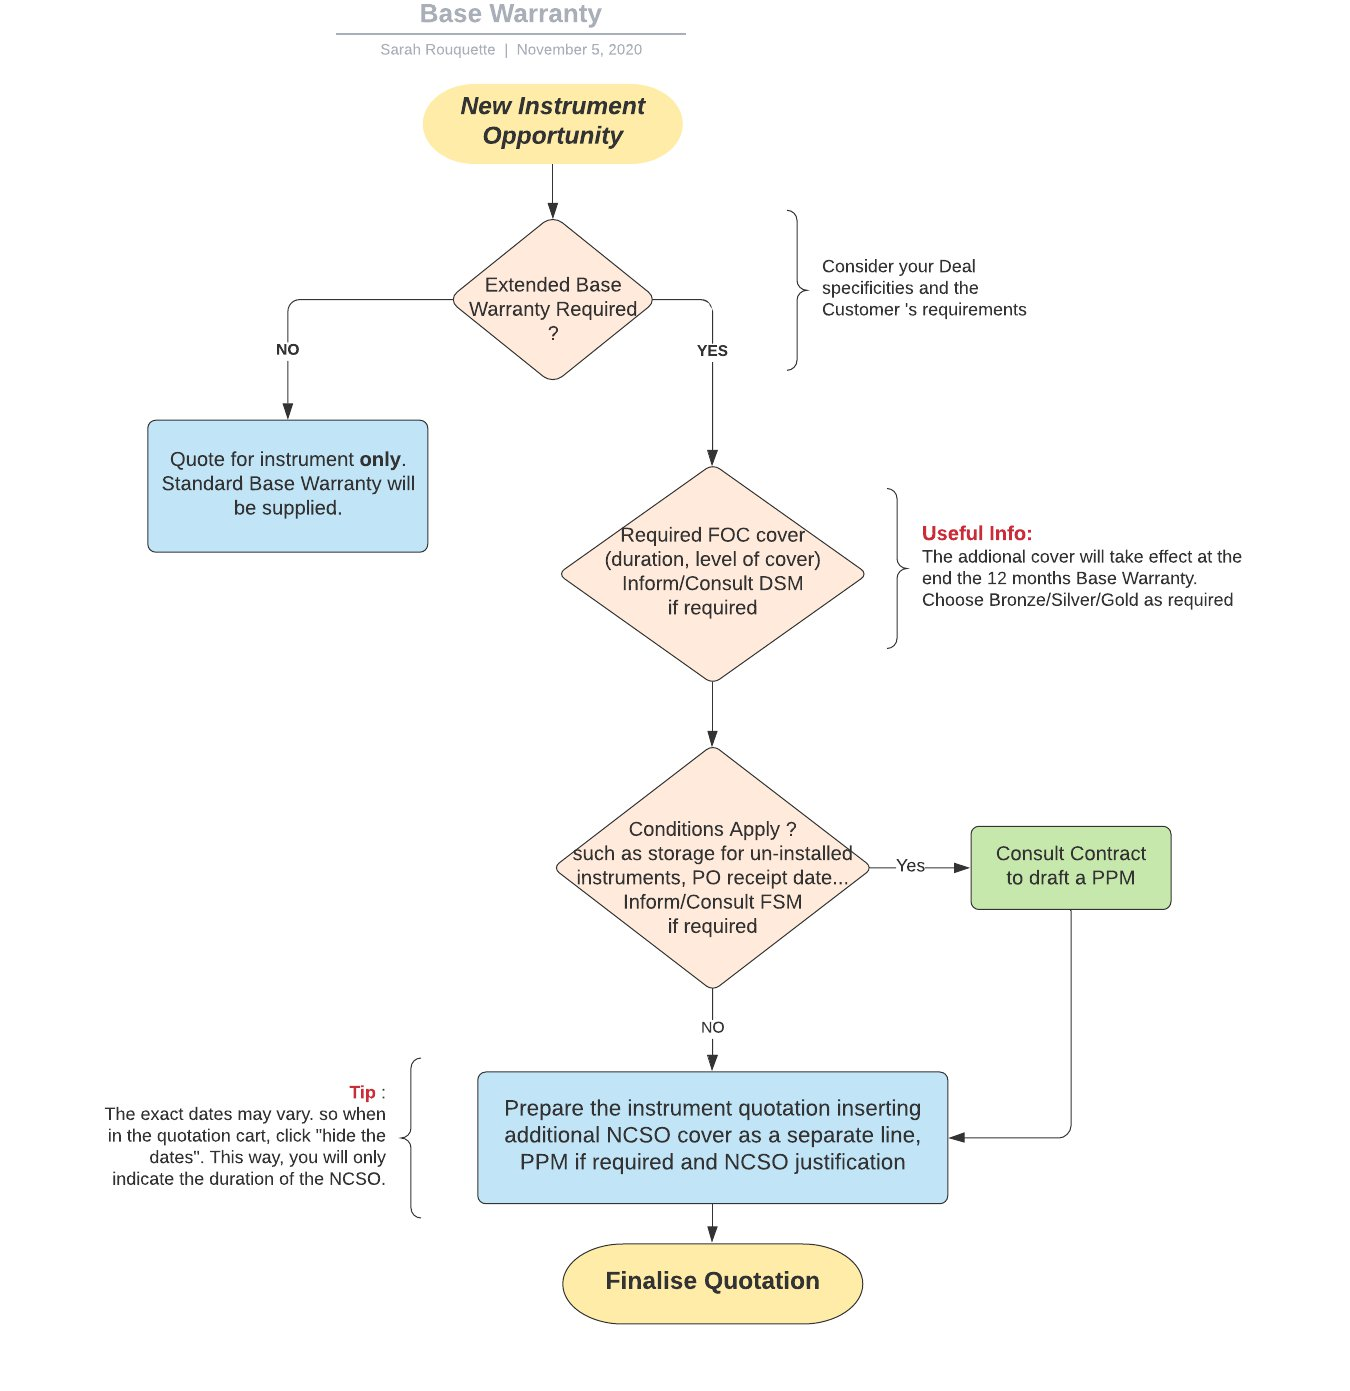 Base Warranty
Sarah Rouquette | November 5, 2020
New Instrument
Opportunity
Extended Base
Warranty Required
?
Consider your Deal
specificities and the
Customer 's requirements
NO
YES
Quote for instrument only.
Standard Base Warranty will
be supplied.
Required FOC cover
(duration, level of cover)
Inform/Consult DSM
if required
Useful Info:
The addional cover will take effect at the
end the 12 months Base Warranty.
Choose Bronze/Silver/Gold as required
Conditions Apply ?
such as storage for un-installed
instruments, PO receipt date...
Inform/Consult FSM
if required
Yes
Consult Contract
to draft a PPM
NO
Tip :
The exact dates may vary. so when
in the quotation cart, click "hide the
dates". This way, you will only
indicate the duration of the NCSO.
Prepare the instrument quotation inserting
additional NCSO cover as a separate line,
PPM if required and NCSO justification
Finalise Quotation